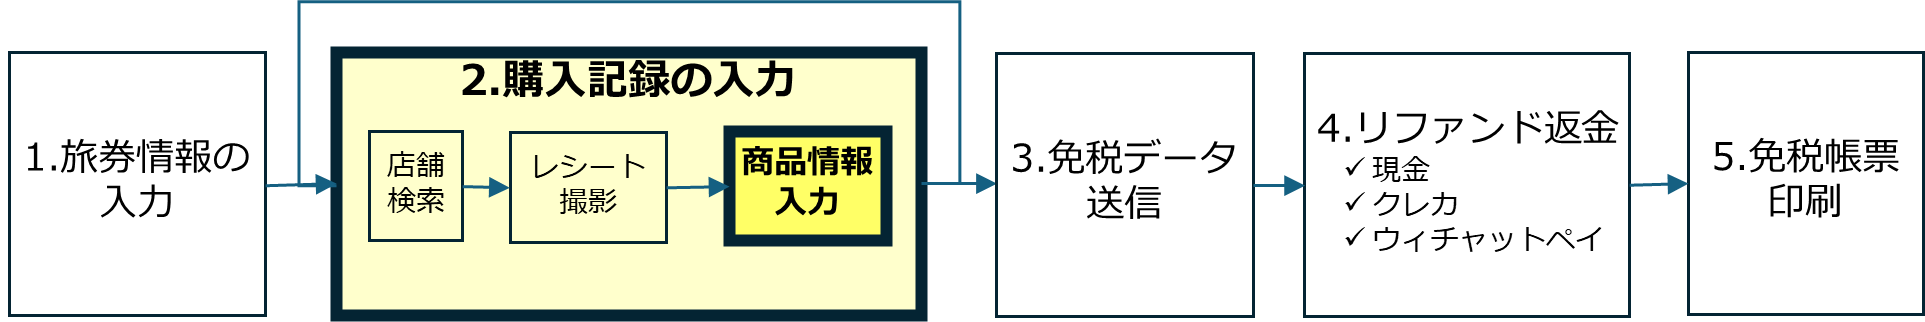 1.旅券情報の
入力
2.購入記録の入力
店舗
検索
レシート
撮影
商品情報
入力
3.免税データ
送信
4.リファンド返金
✓ 現金
✓ クレカ
✓ ウィチャットペイ
5.免税帳票
印刷